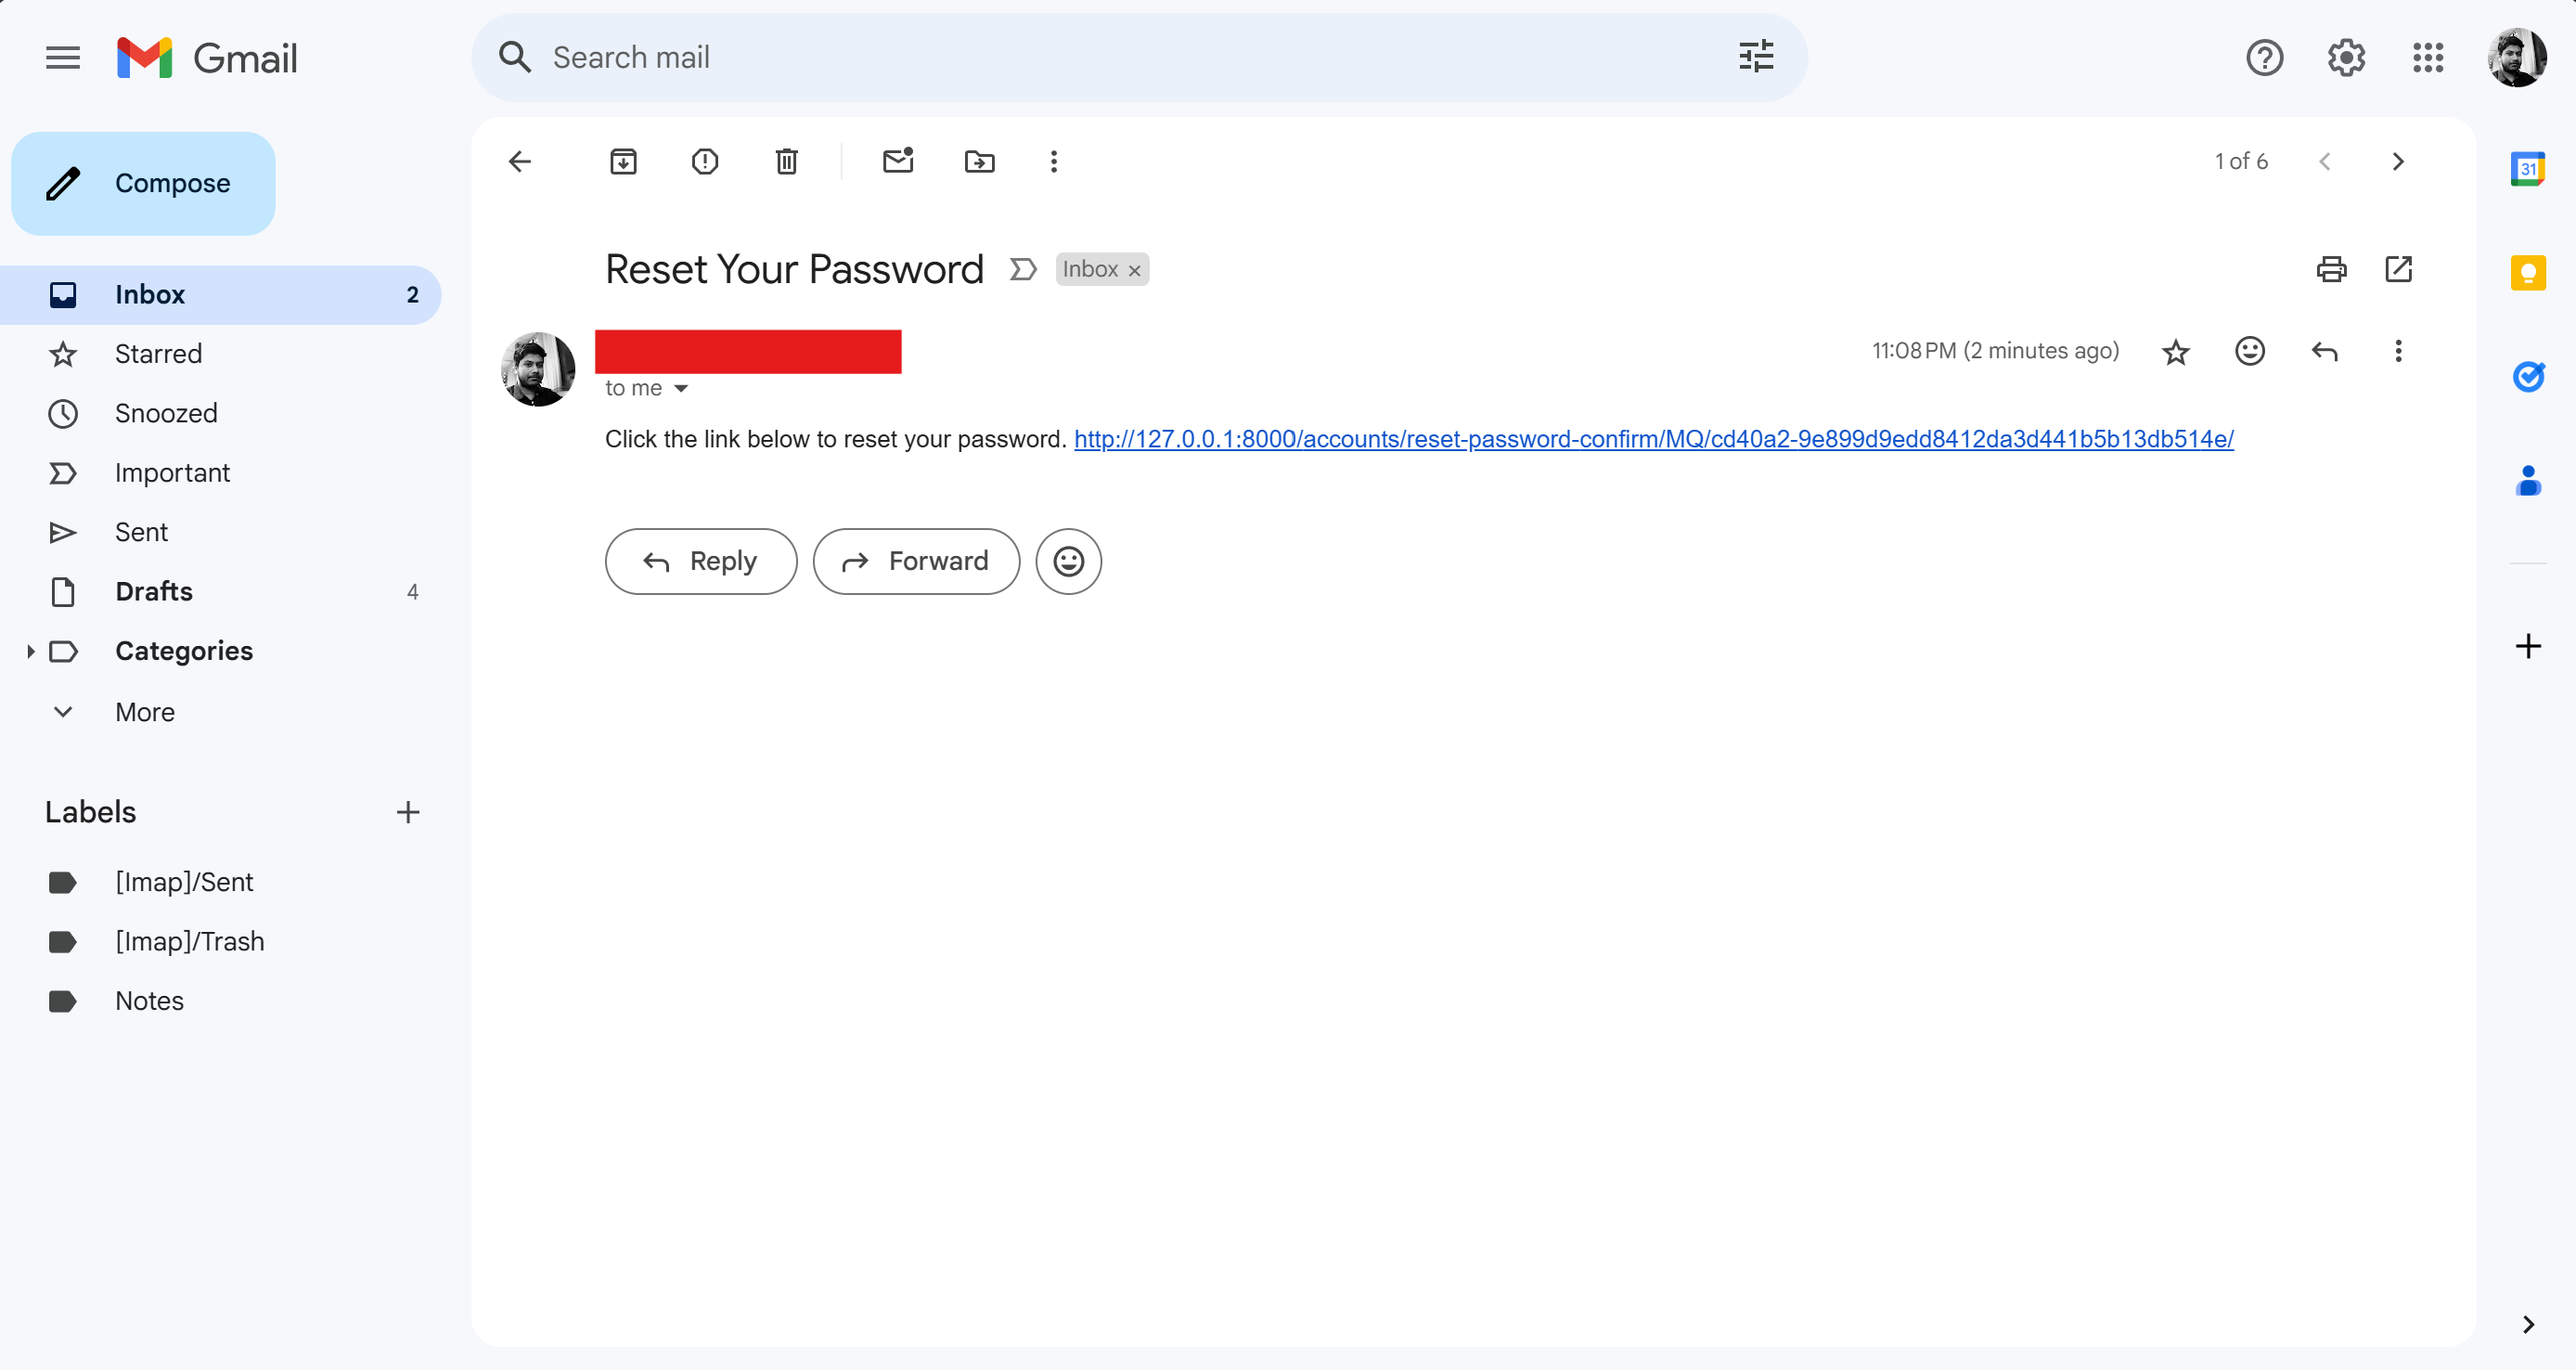 Gmail
Search mail
Compose
1 of 6
31
Reset Your Password
Inbox
Inbox 2
Starred
11:08 PM (2 minutes ago)
to me
Snoozed
Click the link below to reset your password. http://127.0.0.1:8000/accounts/reset-password-confirm/MQ/cd40a2-9e899d9edd8412da3d441b5b13db514e/
Important
Sent
Reply
Forward
Drafts 4
Categories
More
Labels
[Imap]/Sent
[Imap]/Trash
Notes